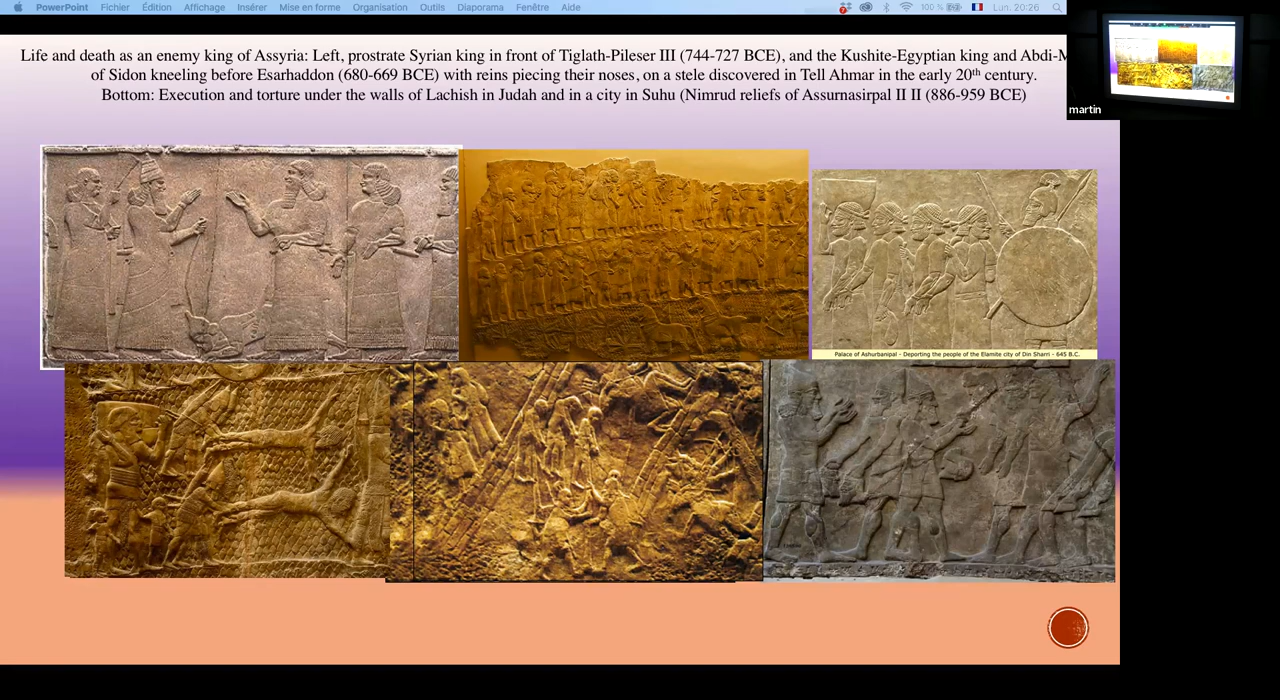 PowerPoint Fichier Édition Affichage Insérer Mise en forme Organisation Outils Diaporama Fenêtre Aide 7 100 % Lun. 20:26
Life and death as an enemy king of Assyria: Left, prostrate Syrian king in front of Tiglath-Pileser III (744-727 BCE), and the Kushite-Egyptian king and Abdi-M
of Sidon kneeling before Esarhaddon (680-669 BCE) with reins piecing their noses, on a stele discovered in Tell Ahmar in the early 20th century.
Bottom: Execution and torture under the walls of Lachish in Judah and in a city in Suhu (Nimrud reliefs of Assurnasirpal II II (886-959 BCE)
martin
Palace of Ashurbanipal - Deporting the people of the Elamite city of Din Sharri - 645 B.C.